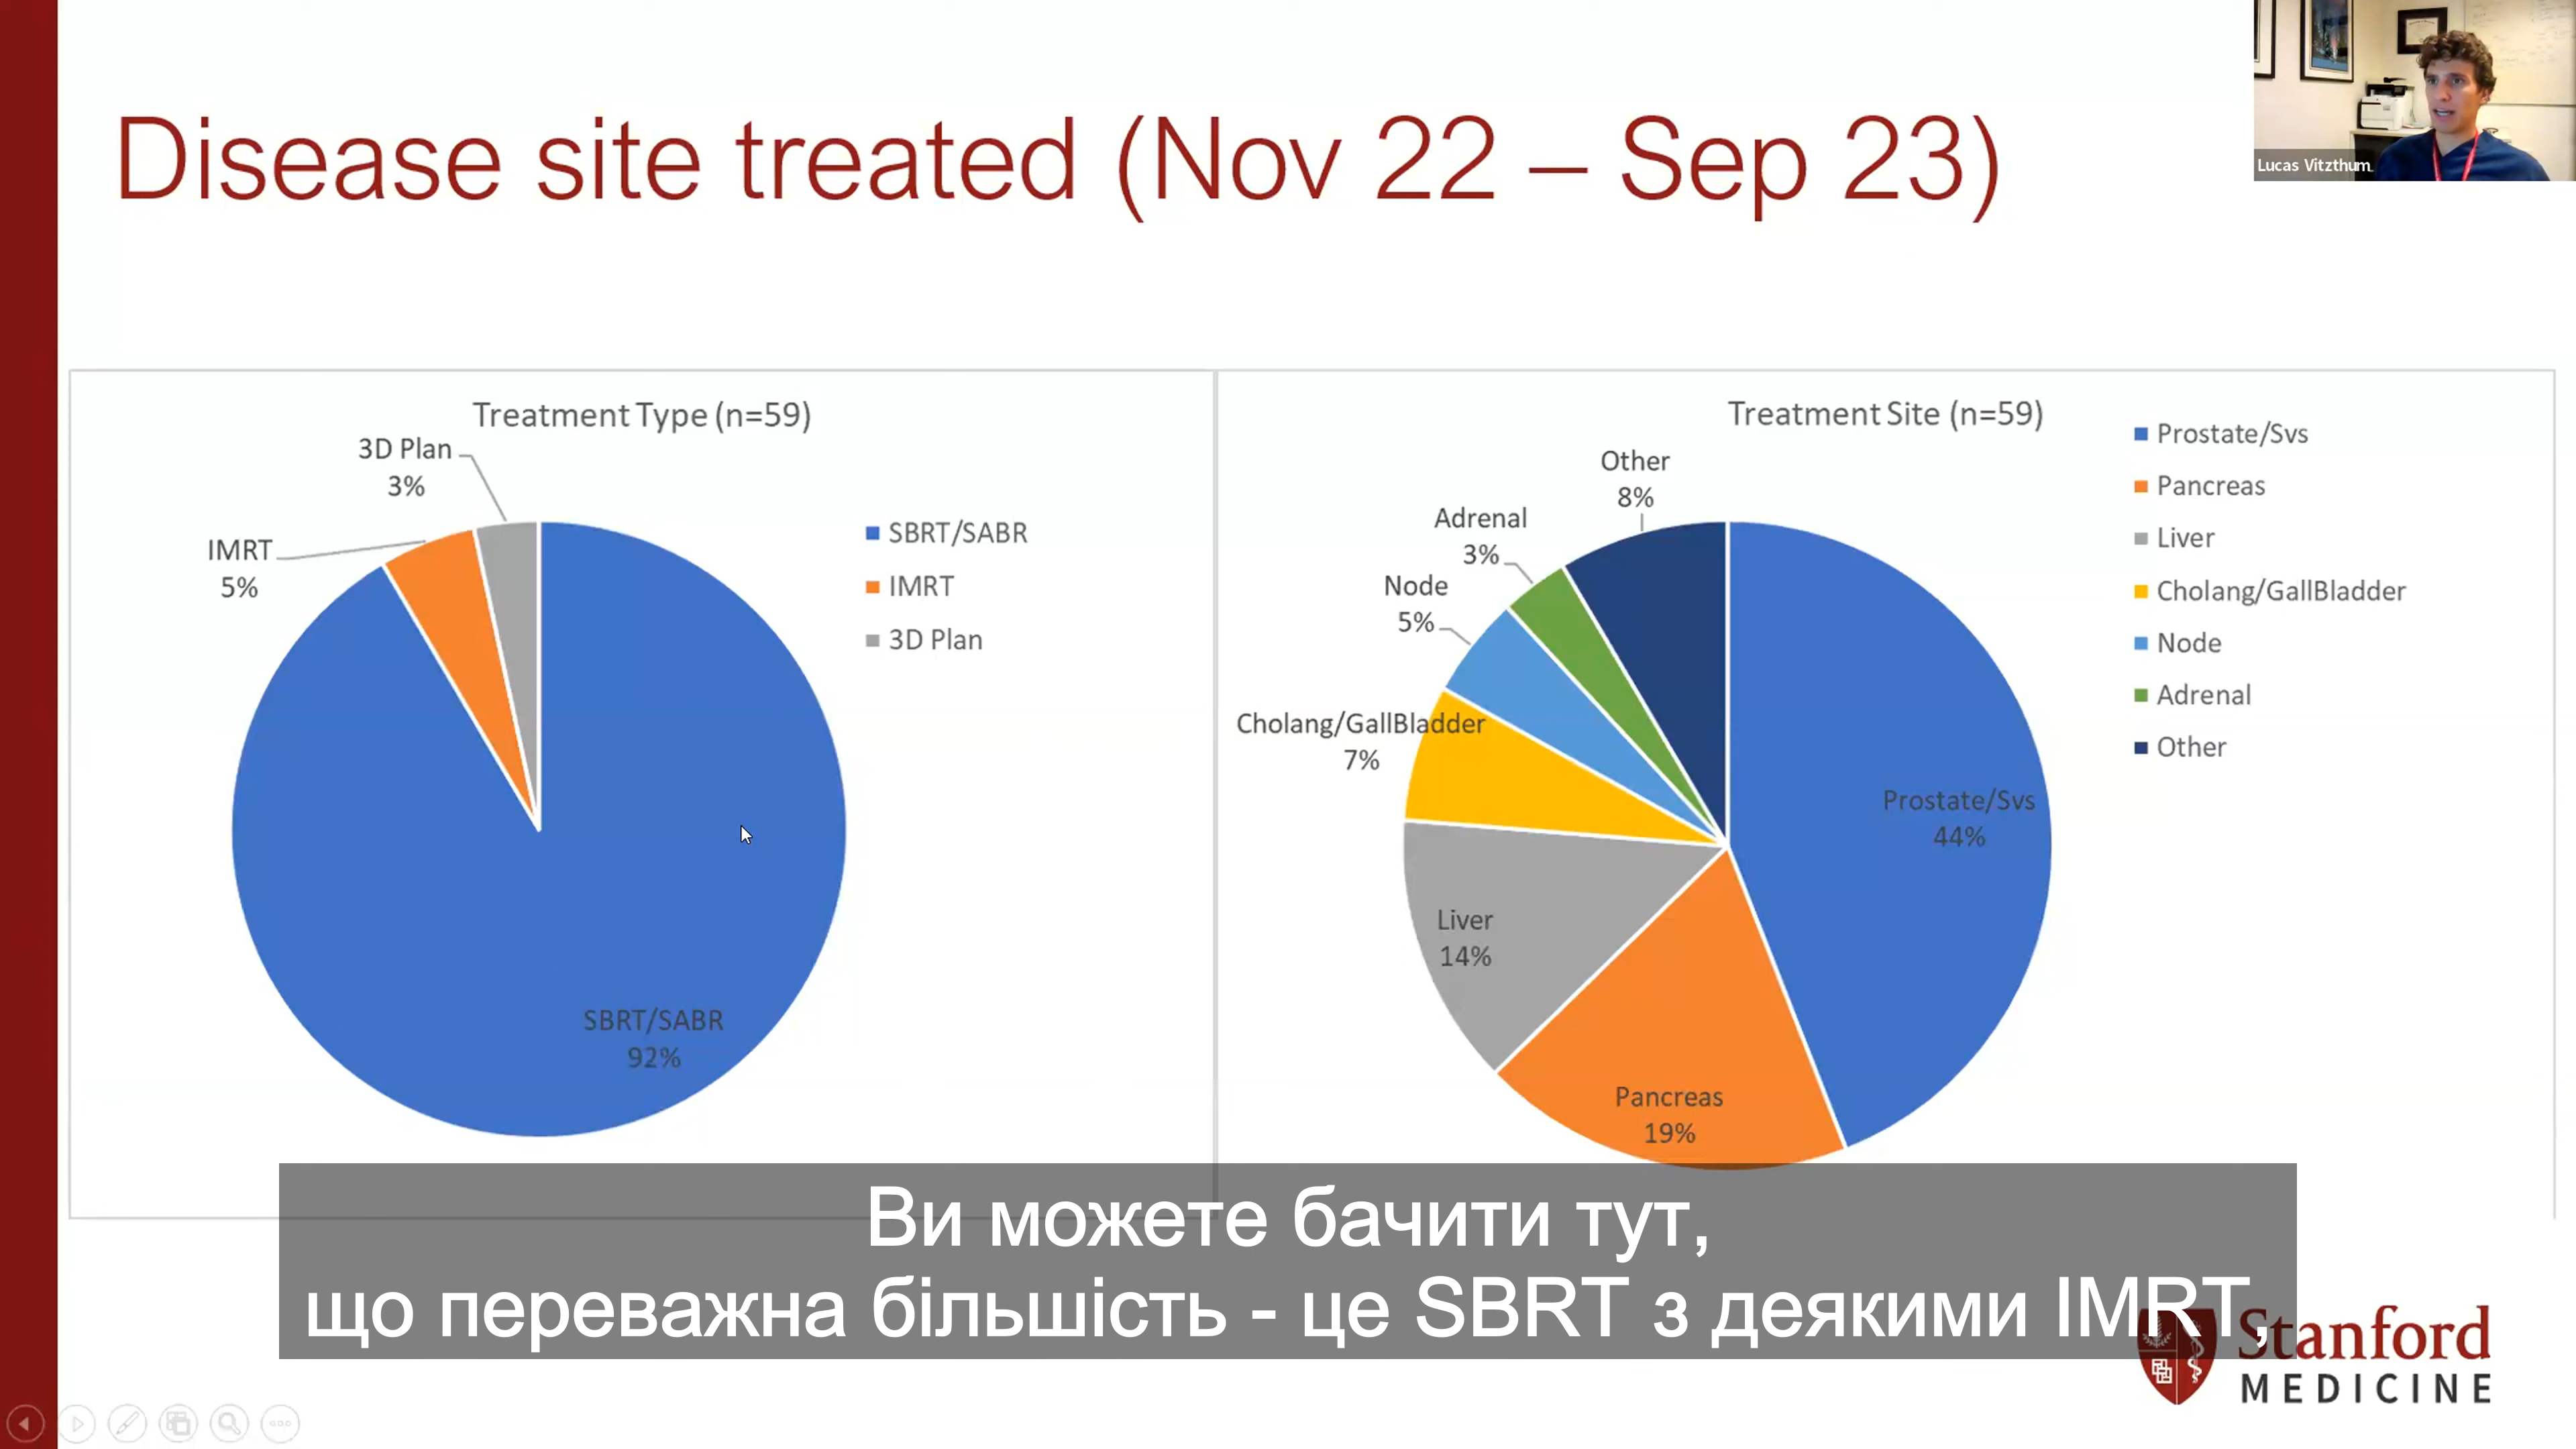 Disease site treated (Nov 22 – Sep 23)
Lucas Vitzthum
Treatment Type (n=59)
3D Plan
3%
IMRT
5%
SBRT/SABR
92%
SBRT/SABR
IMRT
3D Plan
Treatment Site (n=59)
Other
8%
Adrenal
3%
Node
5%
Cholang/GallBladder
7%
Liver
14%
Pancreas
19%
Prostate/Svs
44%
Prostate/Svs
Pancreas
Liver
Cholang/GallBladder
Node
Adrenal
Other
Ви можете бачити тут,
що переважна більшість - це SBRT з деякими IMRT,
Stanford
MEDICINE